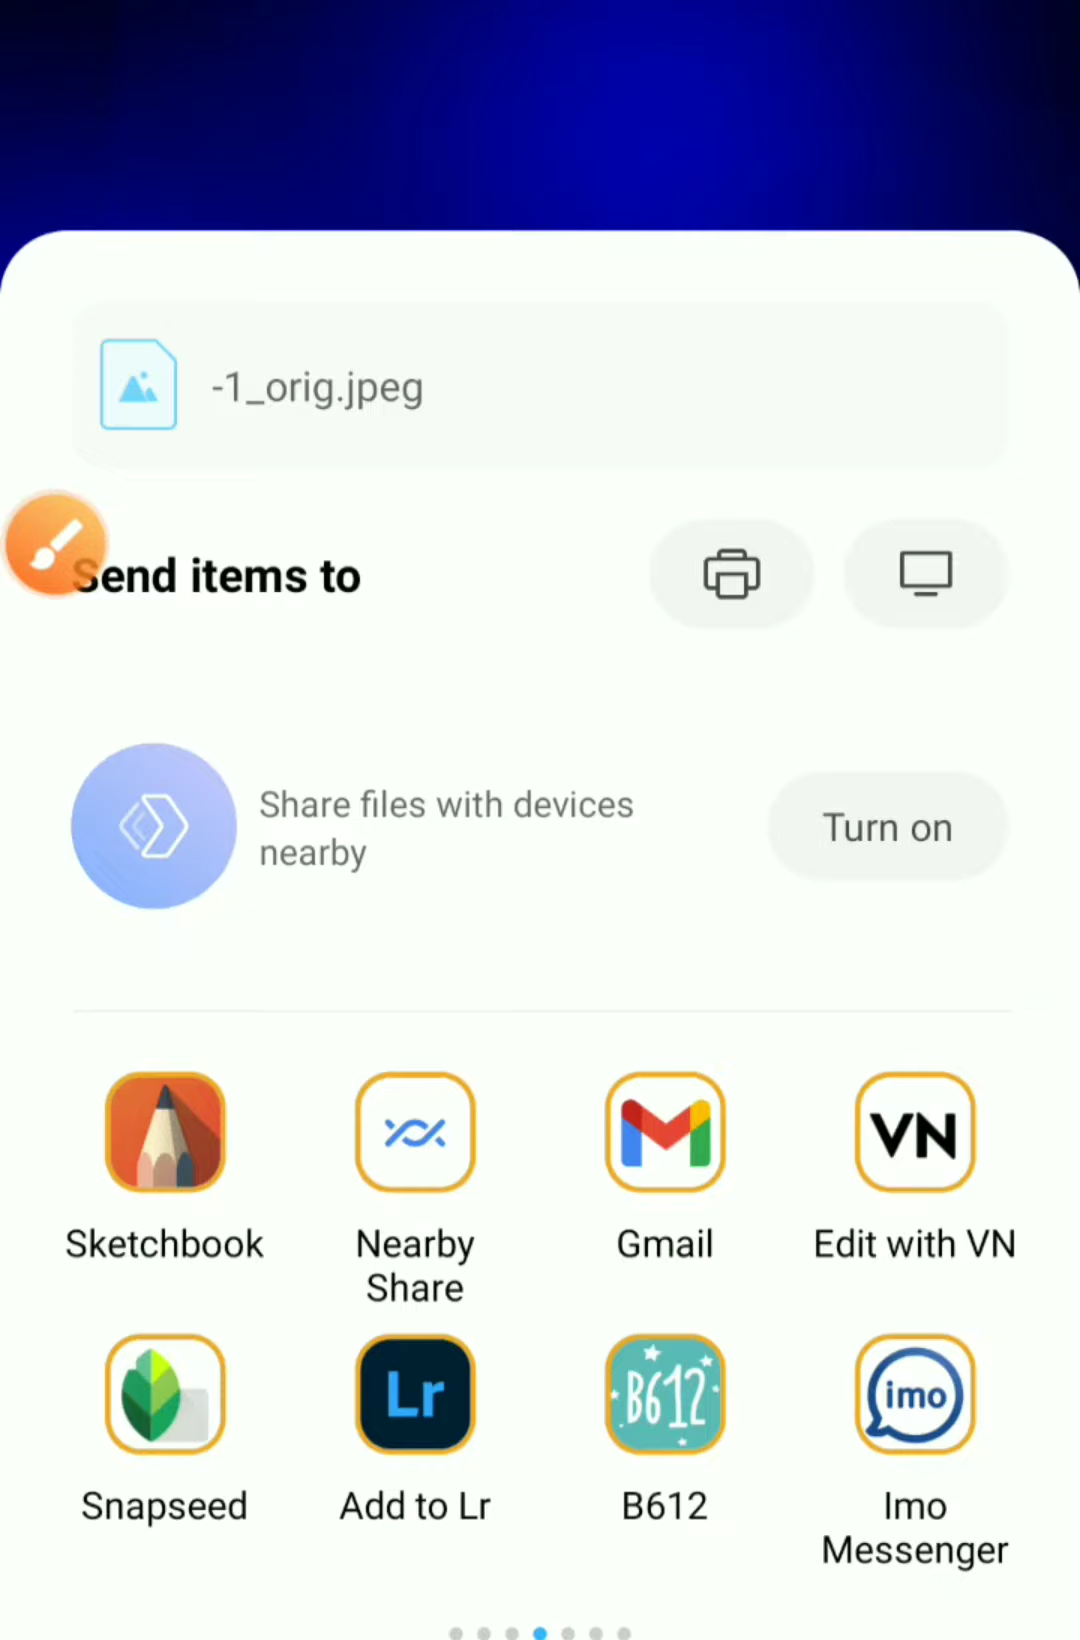 -1_orig.jpeg
Send items to
Share files with devices
nearby
Turn on
VN
Sketchbook
Nearby
Share
Gmail
Edit with VN
Lr
B612
imo
Snapseed
Add to Lr
B612
Imo
Messenger